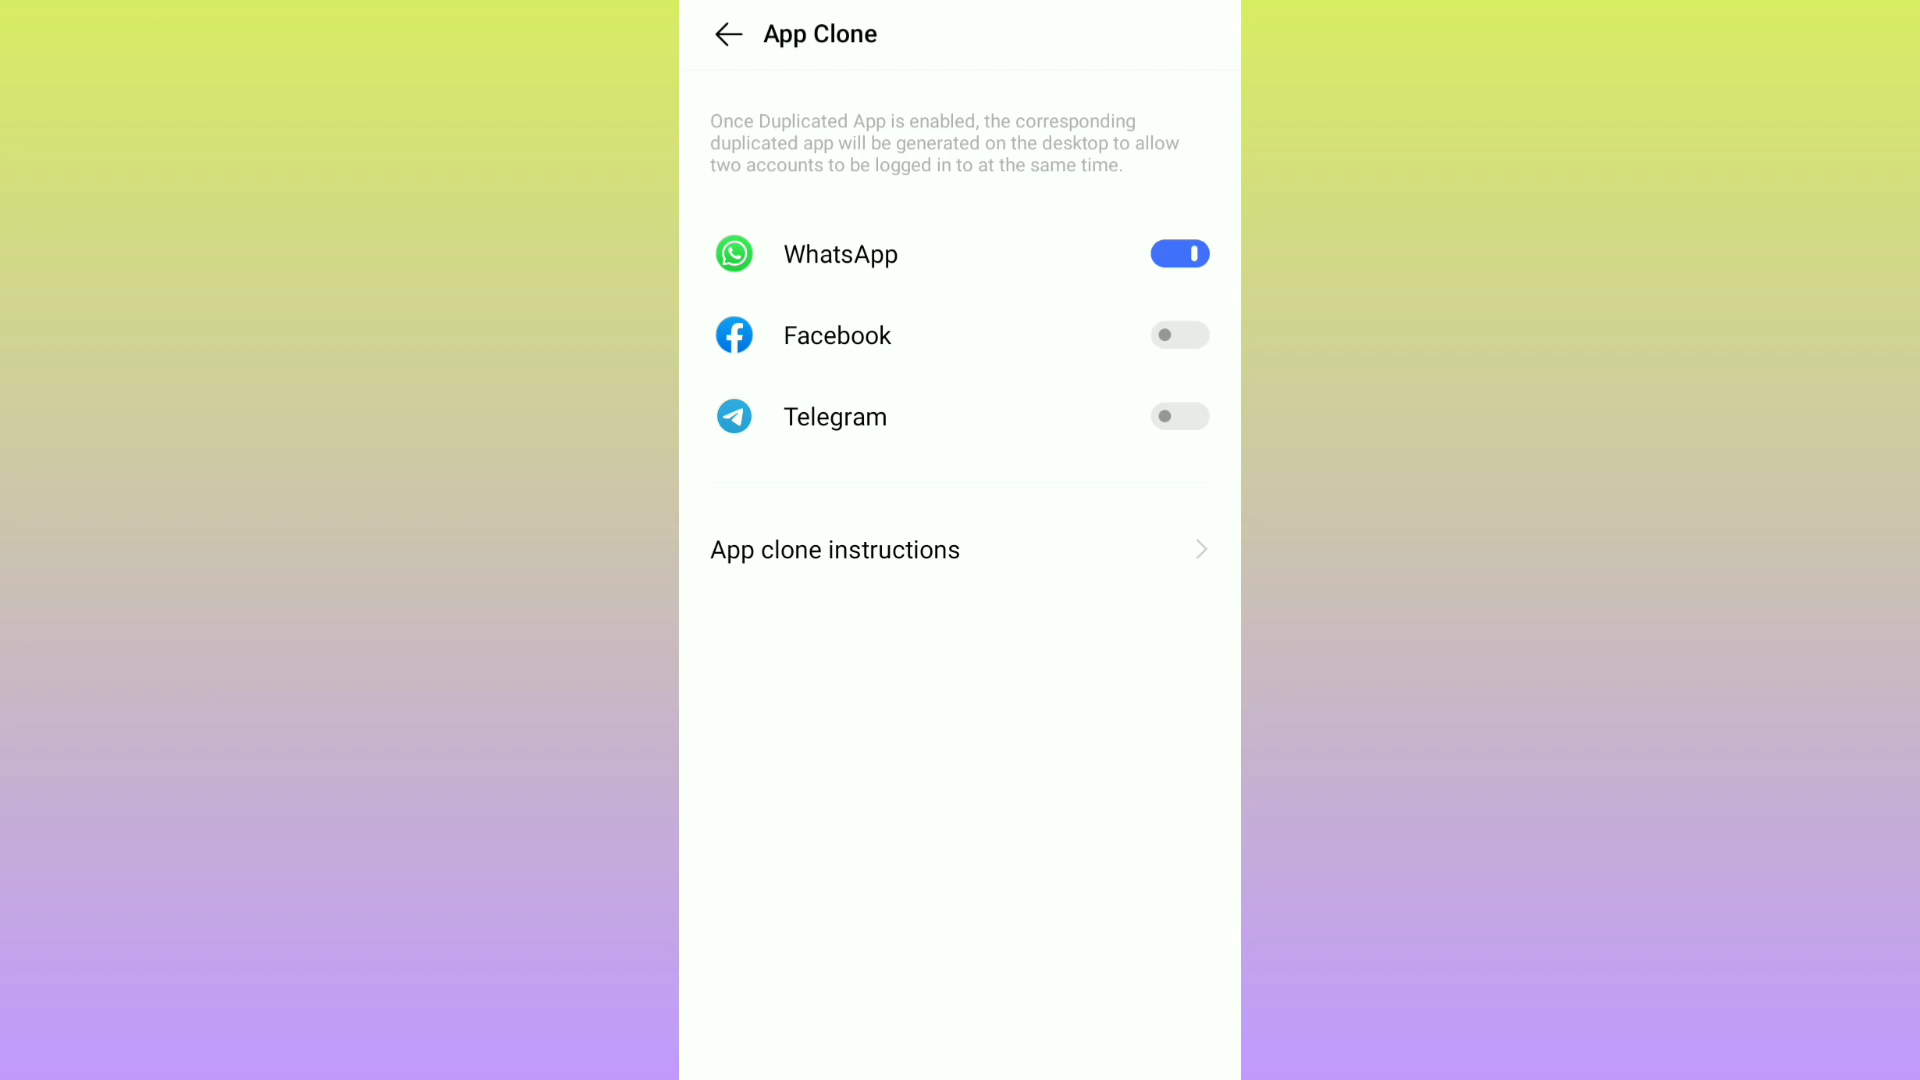 App Clone
Once Duplicated App is enabled, the corresponding
duplicated app will be generated on the desktop to allow
two accounts to be logged in to at the same time.
WhatsApp
Facebook
Telegram
App clone instructions